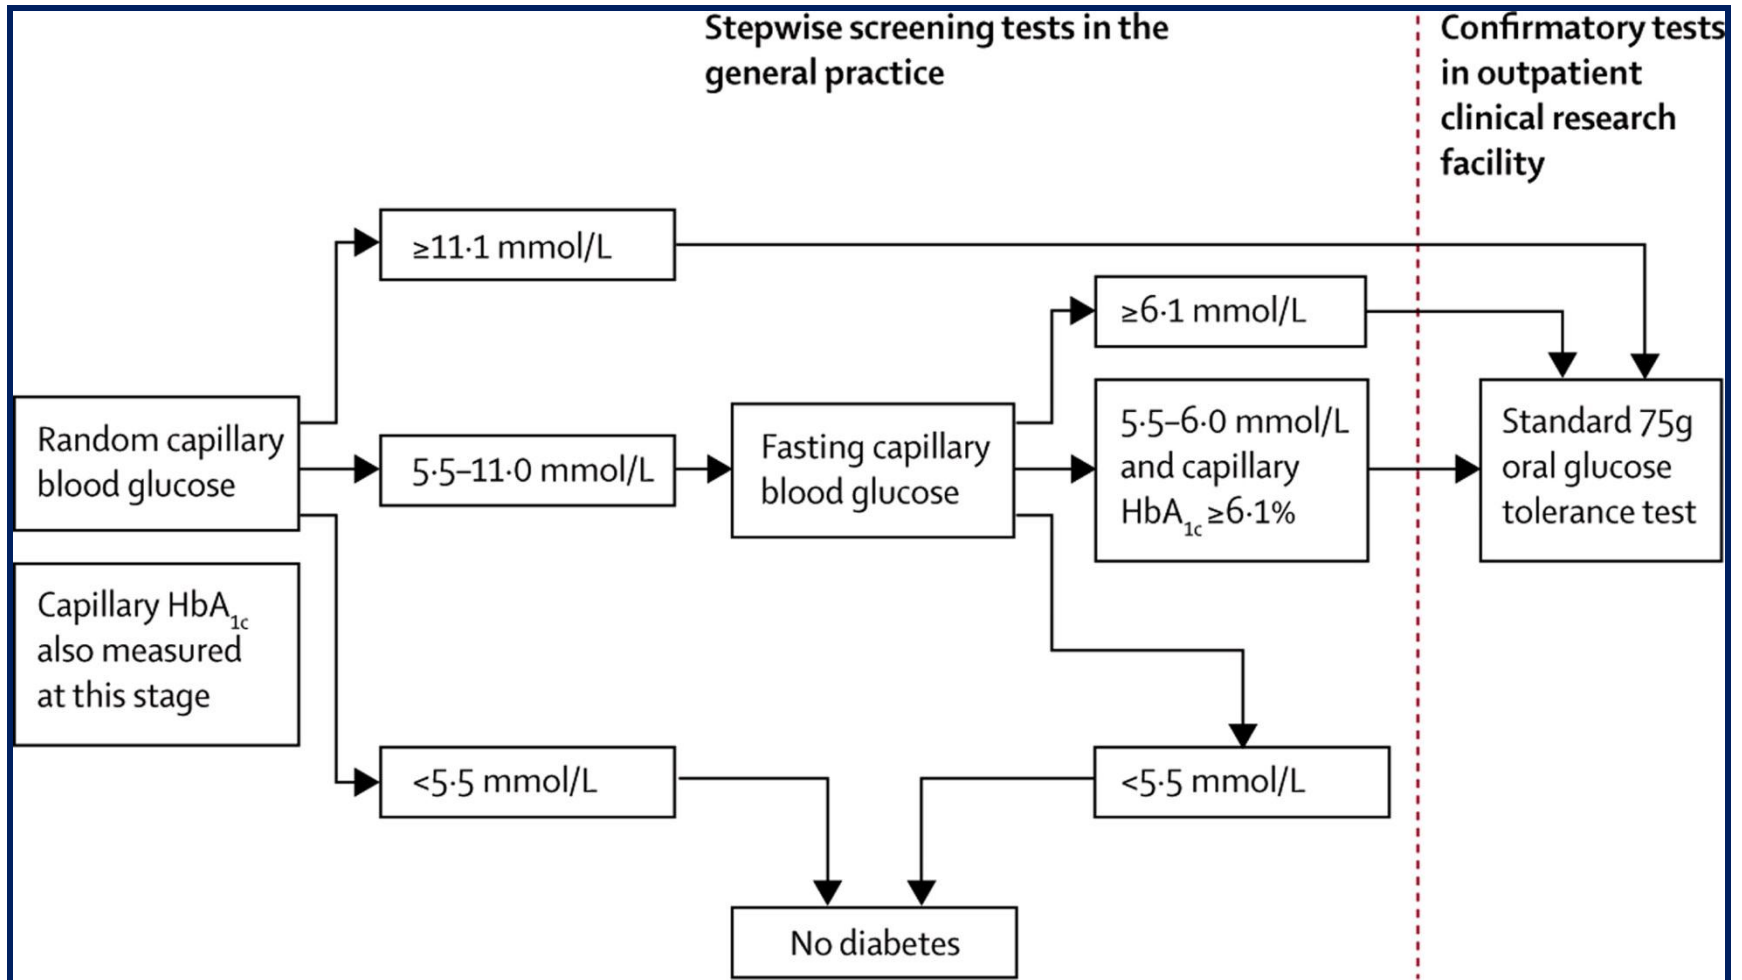 Stepwise screening tests in the
general practice
Confirmatory tests
in outpatient
clinical research
facility
≥11·1 mmol/L
≥6·1 mmol/L
Random capillary
blood glucose
5·5–11·0 mmol/L
Fasting capillary
blood glucose
5·5–6·0 mmol/L
and capillary
HbA1c ≥6·1%
Standard 75g
oral glucose
tolerance test
Capillary HbA1c
also measured
at this stage
<5·5 mmol/L
<5·5 mmol/L
No diabetes